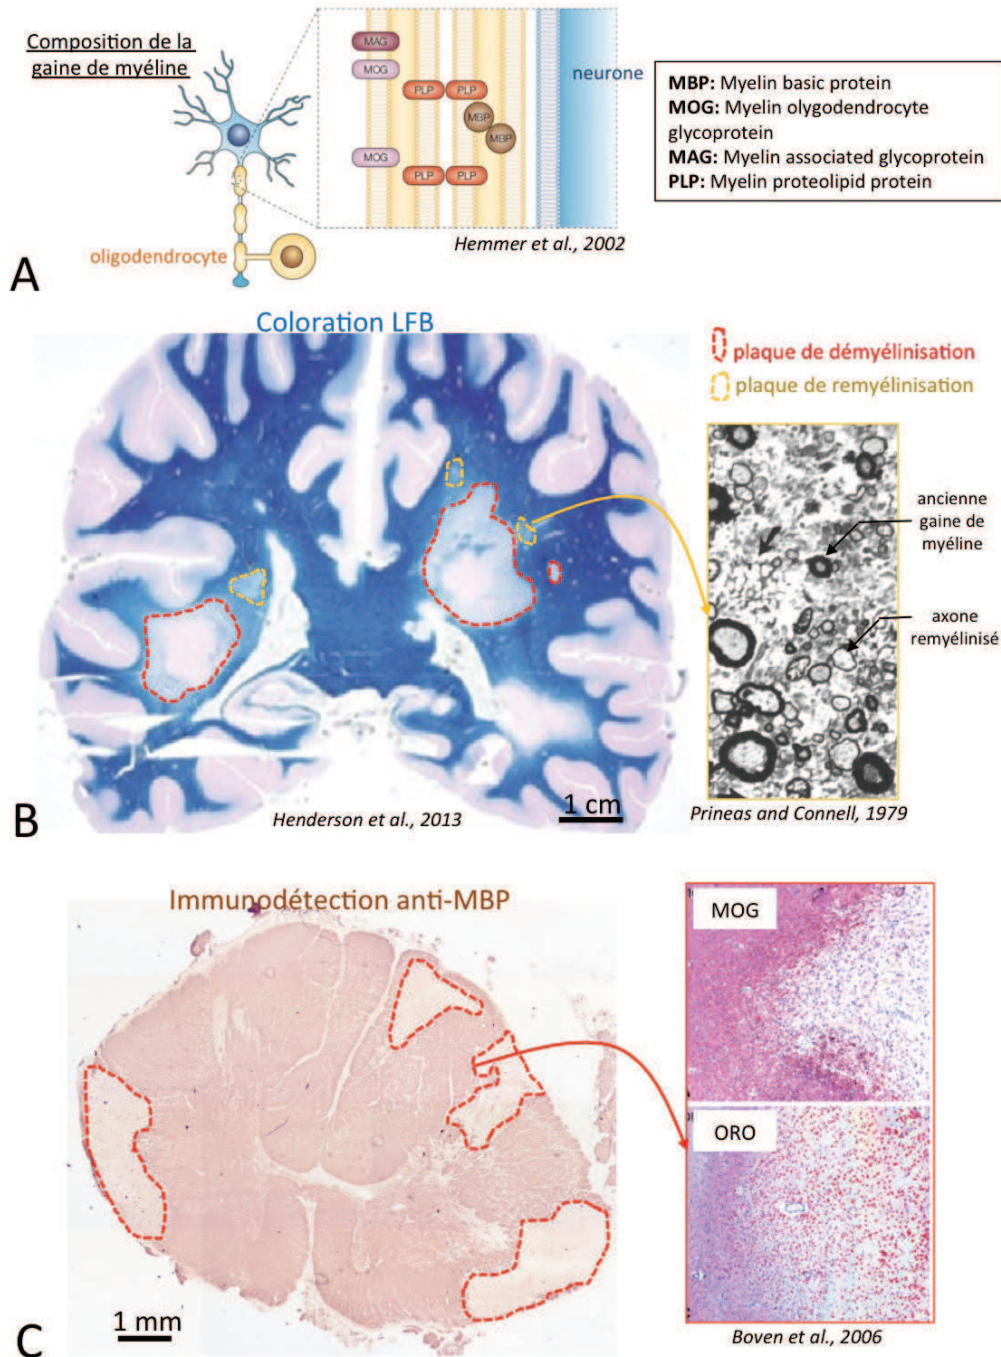 Composition de la
gaine de myéline
MAG
MOG
PLP
PLP
MBP
MBP
MOG
PLP
PLP
neurone
oligodendrocyte
Hemmer et al., 2002
MBP: Myelin basic protein
MOG: Myelin olygodendrocyte
glycoprotein
MAG: Myelin associated glycoprotein
PLP: Myelin proteolipid protein
A
Coloration LFB
plaque de démyélinisation
plaque de remyélinisation
ancienne
gaine de
myéline
axone
remyélinisé
1 cm
B
Henderson et al., 2013
Prineas and Connell, 1979
Immunodétection anti-MBP
MOG
ORO
1 mm
C
Boven et al., 2006